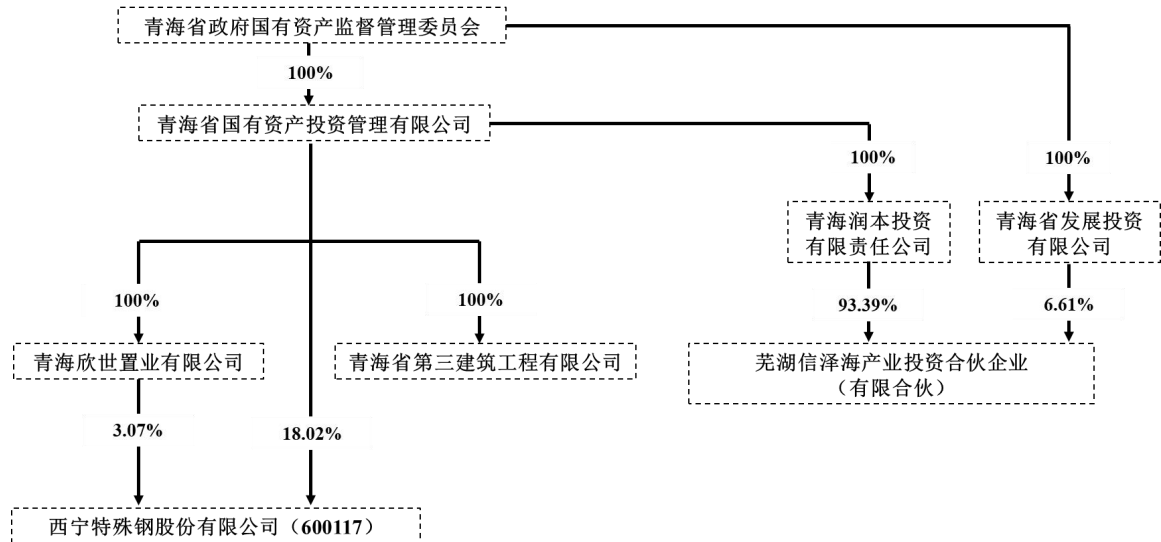 青海省政府国有资产监督管理委员会
100%
青海省国有资产投资管理有限公司
100%
100%
青海润本投资
有限责任公司
青海省发展投资
有限公司
100%
100%
93.39%
6.61%
青海欣世置业有限公司
青海省第三建筑工程有限公司
芜湖信泽海产业投资合伙企业
（有限合伙）
3.07%
18.02%
西宁特殊钢股份有限公司（600117）